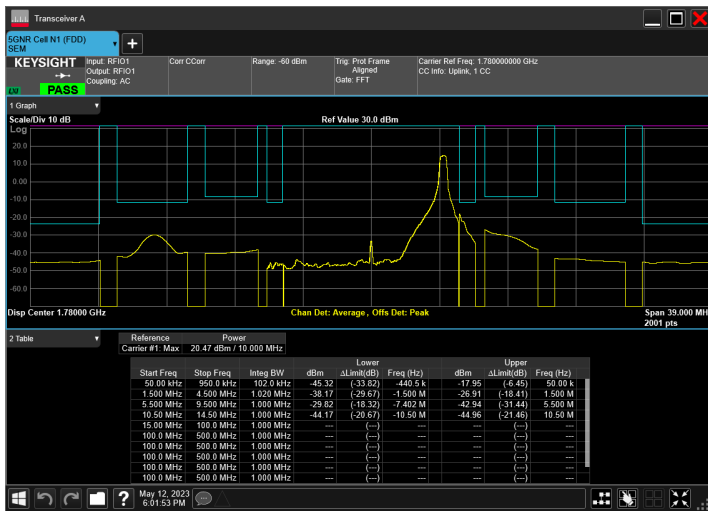 Transceiver A
5GNR Cell N1 (FDD)
SEM
KEYSIGHT
LXI
PASS
Input: RFIO1
Output: RFIO1
Coupling: AC
Corr CCorr
Range: -60 dBm
Trig: Prot Frame
Aligned
Gate: FFT
Carrier Ref Freq: 1.780000000 GHz
CC Info: Uplink, 1 CC
1 Graph
Scale/Div 10 dB
Ref Value 30.0 dBm
Log
20.0
10.0
0.00
-10.0
-20.0
-30.0
-40.0
-50.0
-60.0
Disp Center 1.78000 GHz
Chan Det: Average, Offs Det: Peak
Span 39.000 MH
2001 pts
2 Table
Reference Power
Carrier #1: Max 20.47 dBm / 10.000 MHz
Lower Upper
Start Freq Stop Freq Integ BW dBm ΔLimit(dB) Freq (Hz) dBm ΔLimit(dB) Freq (Hz)
50.00 kHz 950.0 kHz 102.0 kHz -45.32 (-33.82) -440.5 k -17.95 (-6.45) 50.00 k
1.500 MHz 4.500 MHz 1.020 MHz -38.17 (-29.67) -1.500 M -26.91 (-18.41) 1.500 M
5.500 MHz 9.500 MHz 1.000 MHz -29.82 (-18.32) -7.402 M -42.94 (-31.44) 5.500 M
10.50 MHz 14.50 MHz 1.000 MHz -44.17 (-20.67) -10.50 M -44.96 (-21.46) 10.50 M
15.00 MHz 100.0 MHz 1.000 MHz --- (---) --- --- (---) ---
100.0 MHz 500.0 MHz 1.000 MHz --- (---) --- --- (---) ---
100.0 MHz 500.0 MHz 1.000 MHz --- (---) --- --- (---) ---
100.0 MHz 500.0 MHz 1.000 MHz --- (---) --- --- (---) ---
100.0 MHz 500.0 MHz 1.000 MHz --- (---) --- --- (---) ---
100.0 MHz 500.0 MHz 1.000 MHz --- (---) --- --- (---) ---
May 12, 2023
6:01:53 PM